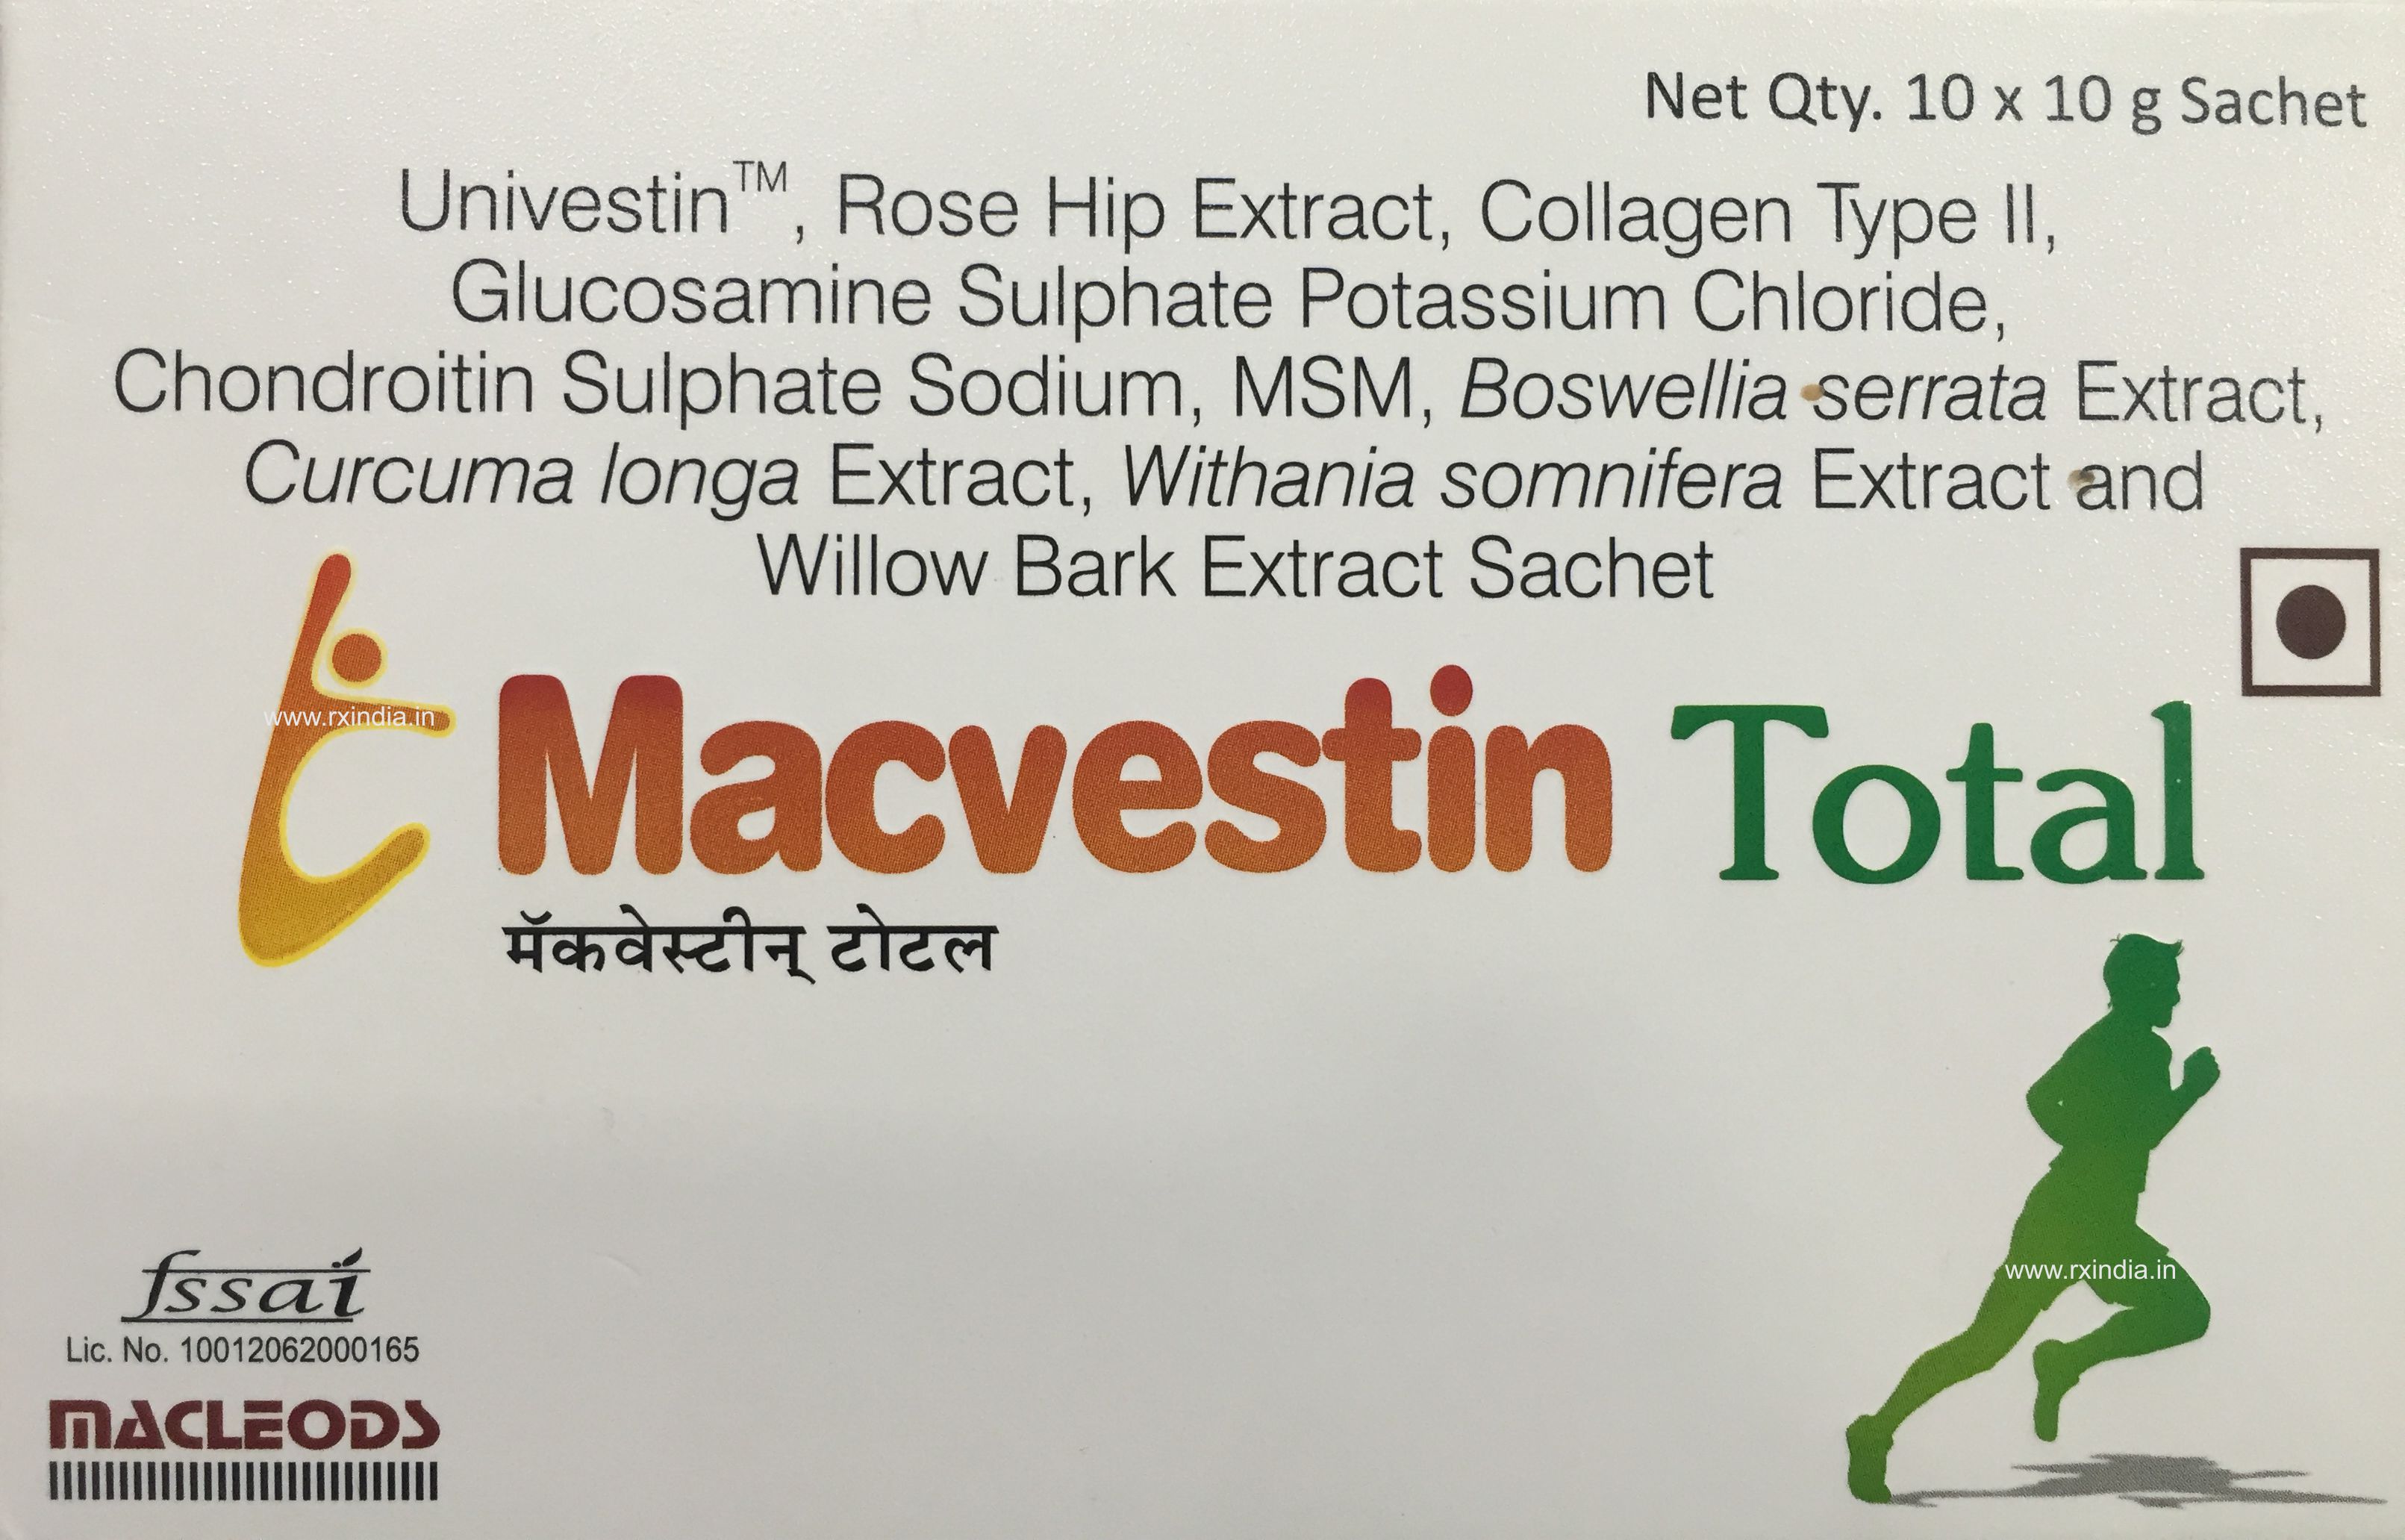 Net Qty. 10 x 10 g Sachet
Univestin™, Rose Hip Extract, Collagen Type II,
Glucosamine Sulphate Potassium Chloride,
Chondroitin Sulphate Sodium, MSM, Boswellia serrata Extract,
Curcuma longa Extract, Withania somnifera Extract and
Willow Bark Extract Sachet
www.rxindia.in
Macvestin Total
मॅकवेस्टीन् टोटल
www.rxindia.in
fssai
Lic. No. 10012062000165
MACLEODS